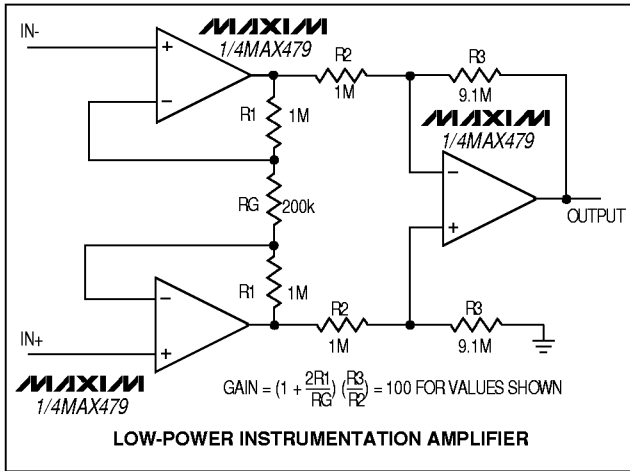 IN-
MAXIM
1/4MAX479
R2
1M
R3
9.1M
R1
1M
MAXIM
1/4MAX479
RG
200k
OUTPUT
R1
1M
R2
1M
R3
9.1M
IN+
MAXIM
1/4MAX479
GAIN = (1 + 2R1/RG) (R3/R2) = 100 FOR VALUES SHOWN
LOW-POWER INSTRUMENTATION AMPLIFIER